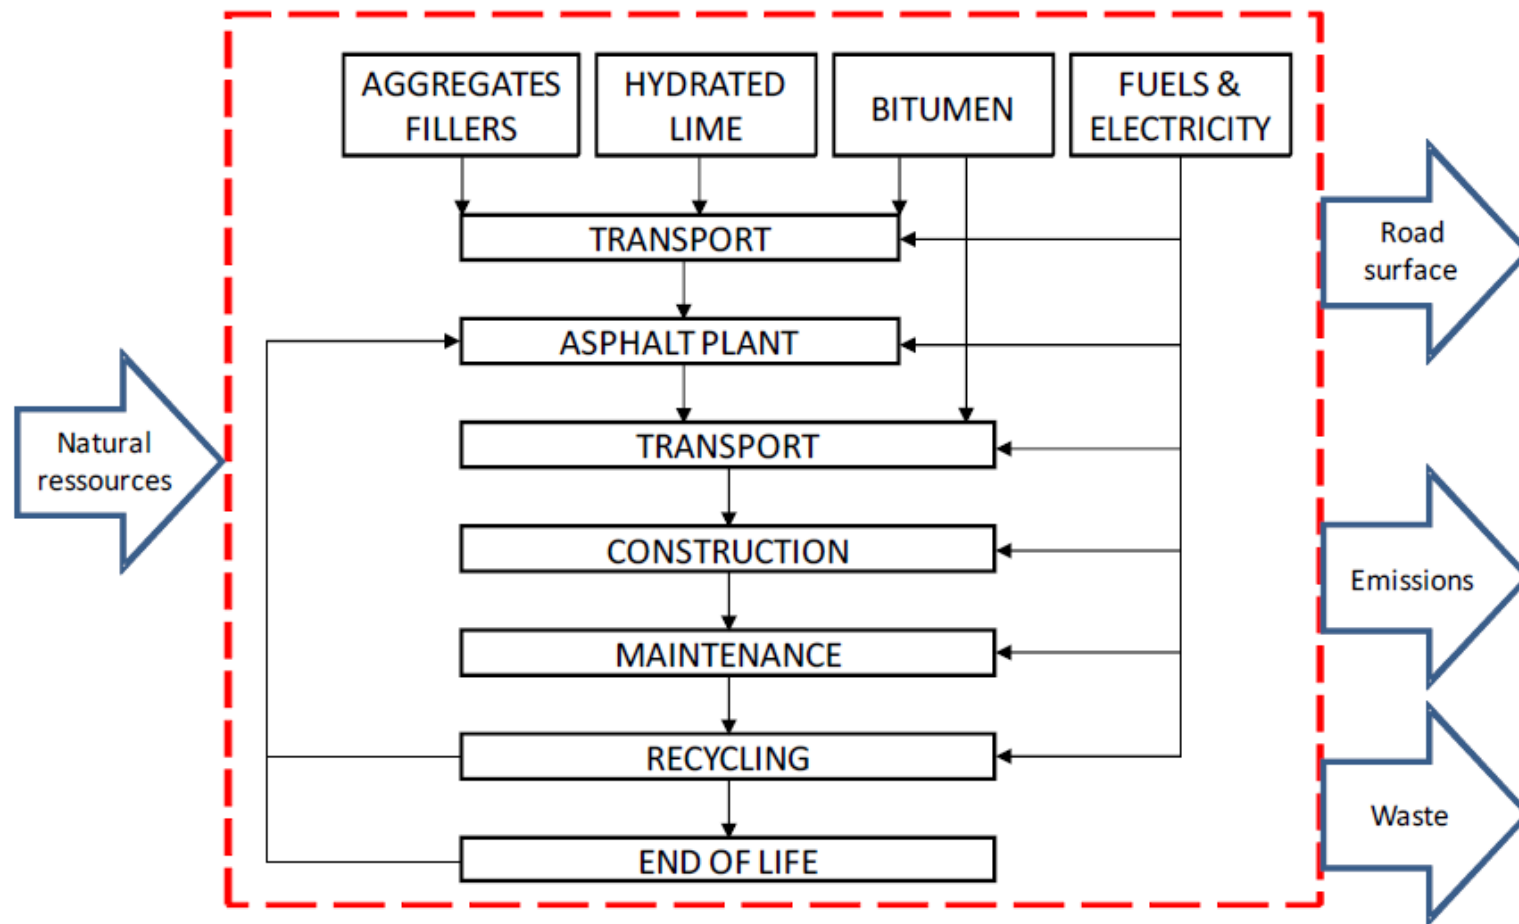 AGGREGATES
FILLERS
HYDRATED
LIME
BITUMEN
FUELS &
ELECTRICITY
TRANSPORT
ASPHALT PLANT
TRANSPORT
CONSTRUCTION
MAINTENANCE
RECYCLING
END OF LIFE
Natural
ressources
Road
surface
Emissions
Waste